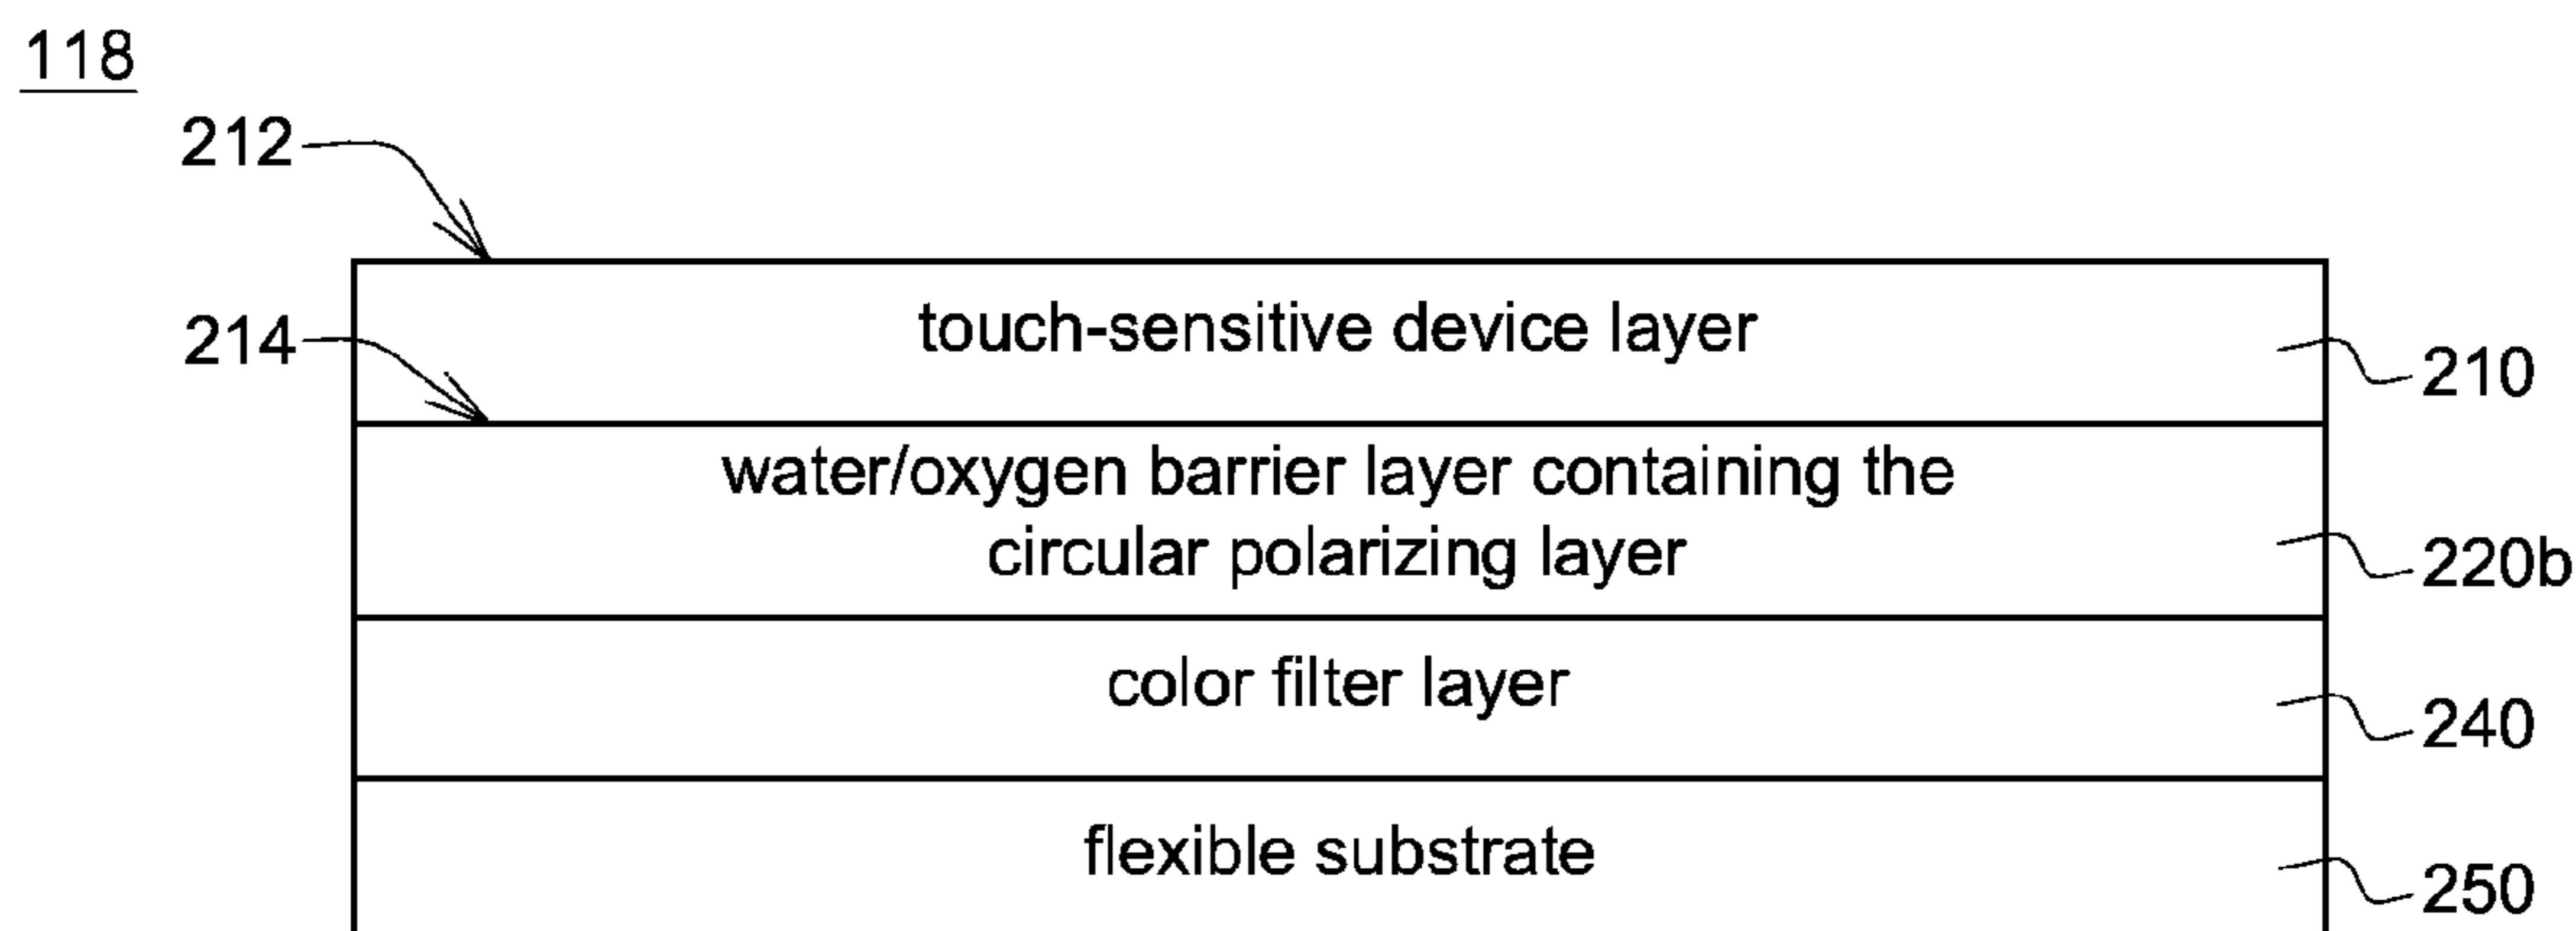 118
212
touch-sensitive device layer
214
210
water/oxygen barrier layer containing the
circular polarizing layer
220b
color filter layer
240
flexible substrate
250